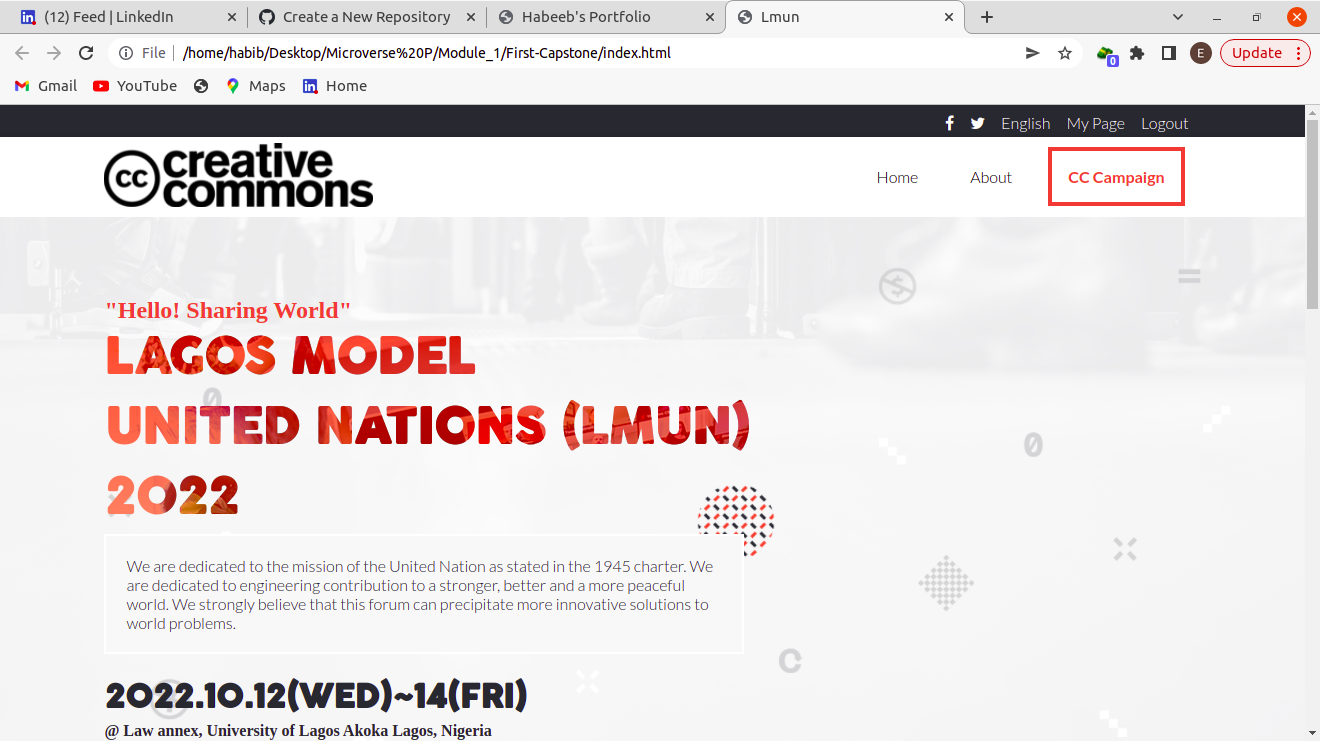 (12) Feed | LinkedIn
Create a New Repository
Habeeb's Portfolio
Lmun
File
/home/habib/Desktop/Microverse%20P/Module_1/First-Capstone/index.html
0
E
Update
Gmail
YouTube
Maps
Home
English
My Page
Logout
cc
creative
commons
Home
About
CC Campaign
"Hello! Sharing World"
LAGOS MODEL
UNITED NATIONS (LMUN)
2022
We are dedicated to the mission of the United Nation as stated in the 1945 charter. We
are dedicated to engineering contribution to a stronger, better and a more peaceful
world. We strongly believe that this forum can precipitate more innovative solutions to
world problems.
2022.10.12(WED)~14(FRI)
@ Law annex, University of Lagos Akoka Lagos, Nigeria